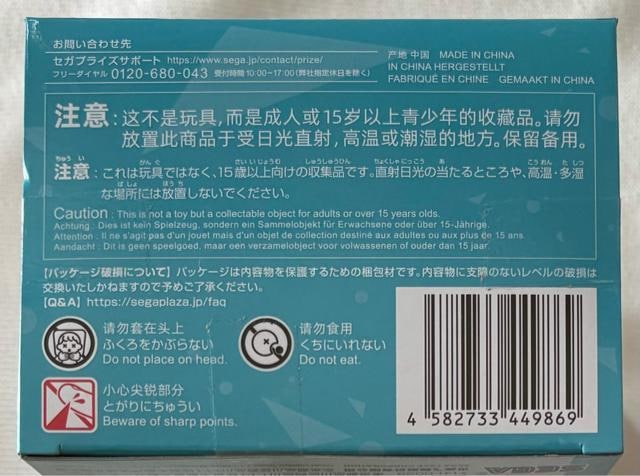 お問い合わせ先
セガプライズサポート https://www.sega.jp/contact/prize/
フリーダイヤル 0120-680-043 受付時間 10:00~17:00 (弊社指定休日を除く)
产地 中国 MADE IN CHINA
IN CHINA HERGESTELLT
FABRIQUÉ EN CHINE GEMAAKT IN CHINA
注意:这不是玩具,而是成人或15岁以上青少年的收藏品。请勿
放置此商品于受日光直射,高温或潮湿的地方。保留备用。
注意:これは玩具ではなく、15歳以上向けの収集品です。直射日光の当たるところや、高温・多湿
な場所には放置しないでください。
Caution : This is not a toy but a collectable object for adults or over 15 years olds.
Achtung : Dies ist kein Spielzeug, sondern ein Sammelobjekt für Erwachsene oder über 15-Jährige.
Attention : Il ne s'agit pas d'un jouet mais d'un objet de collection destiné aux adultes ou aux plus de 15 ans.
Aandacht : Dit is geen speelgoed, maar een verzamelobject voor volwassenen of ouder dan 15 jaar.
【パッケージ破損について】パッケージは内容物を保護するための梱包材です。内容物に支障のないレベルの破損は
交換いたしかねますので予めご了承ください。
【Q&A】https://segaplaza.jp/faq
请勿套在头上
ふくろをかぶらない
Do not place on head.
请勿食用
くちにいれない
Do not eat.
小心尖锐部分
とがりにちゅうい
Beware of sharp points.
4 582733 449869